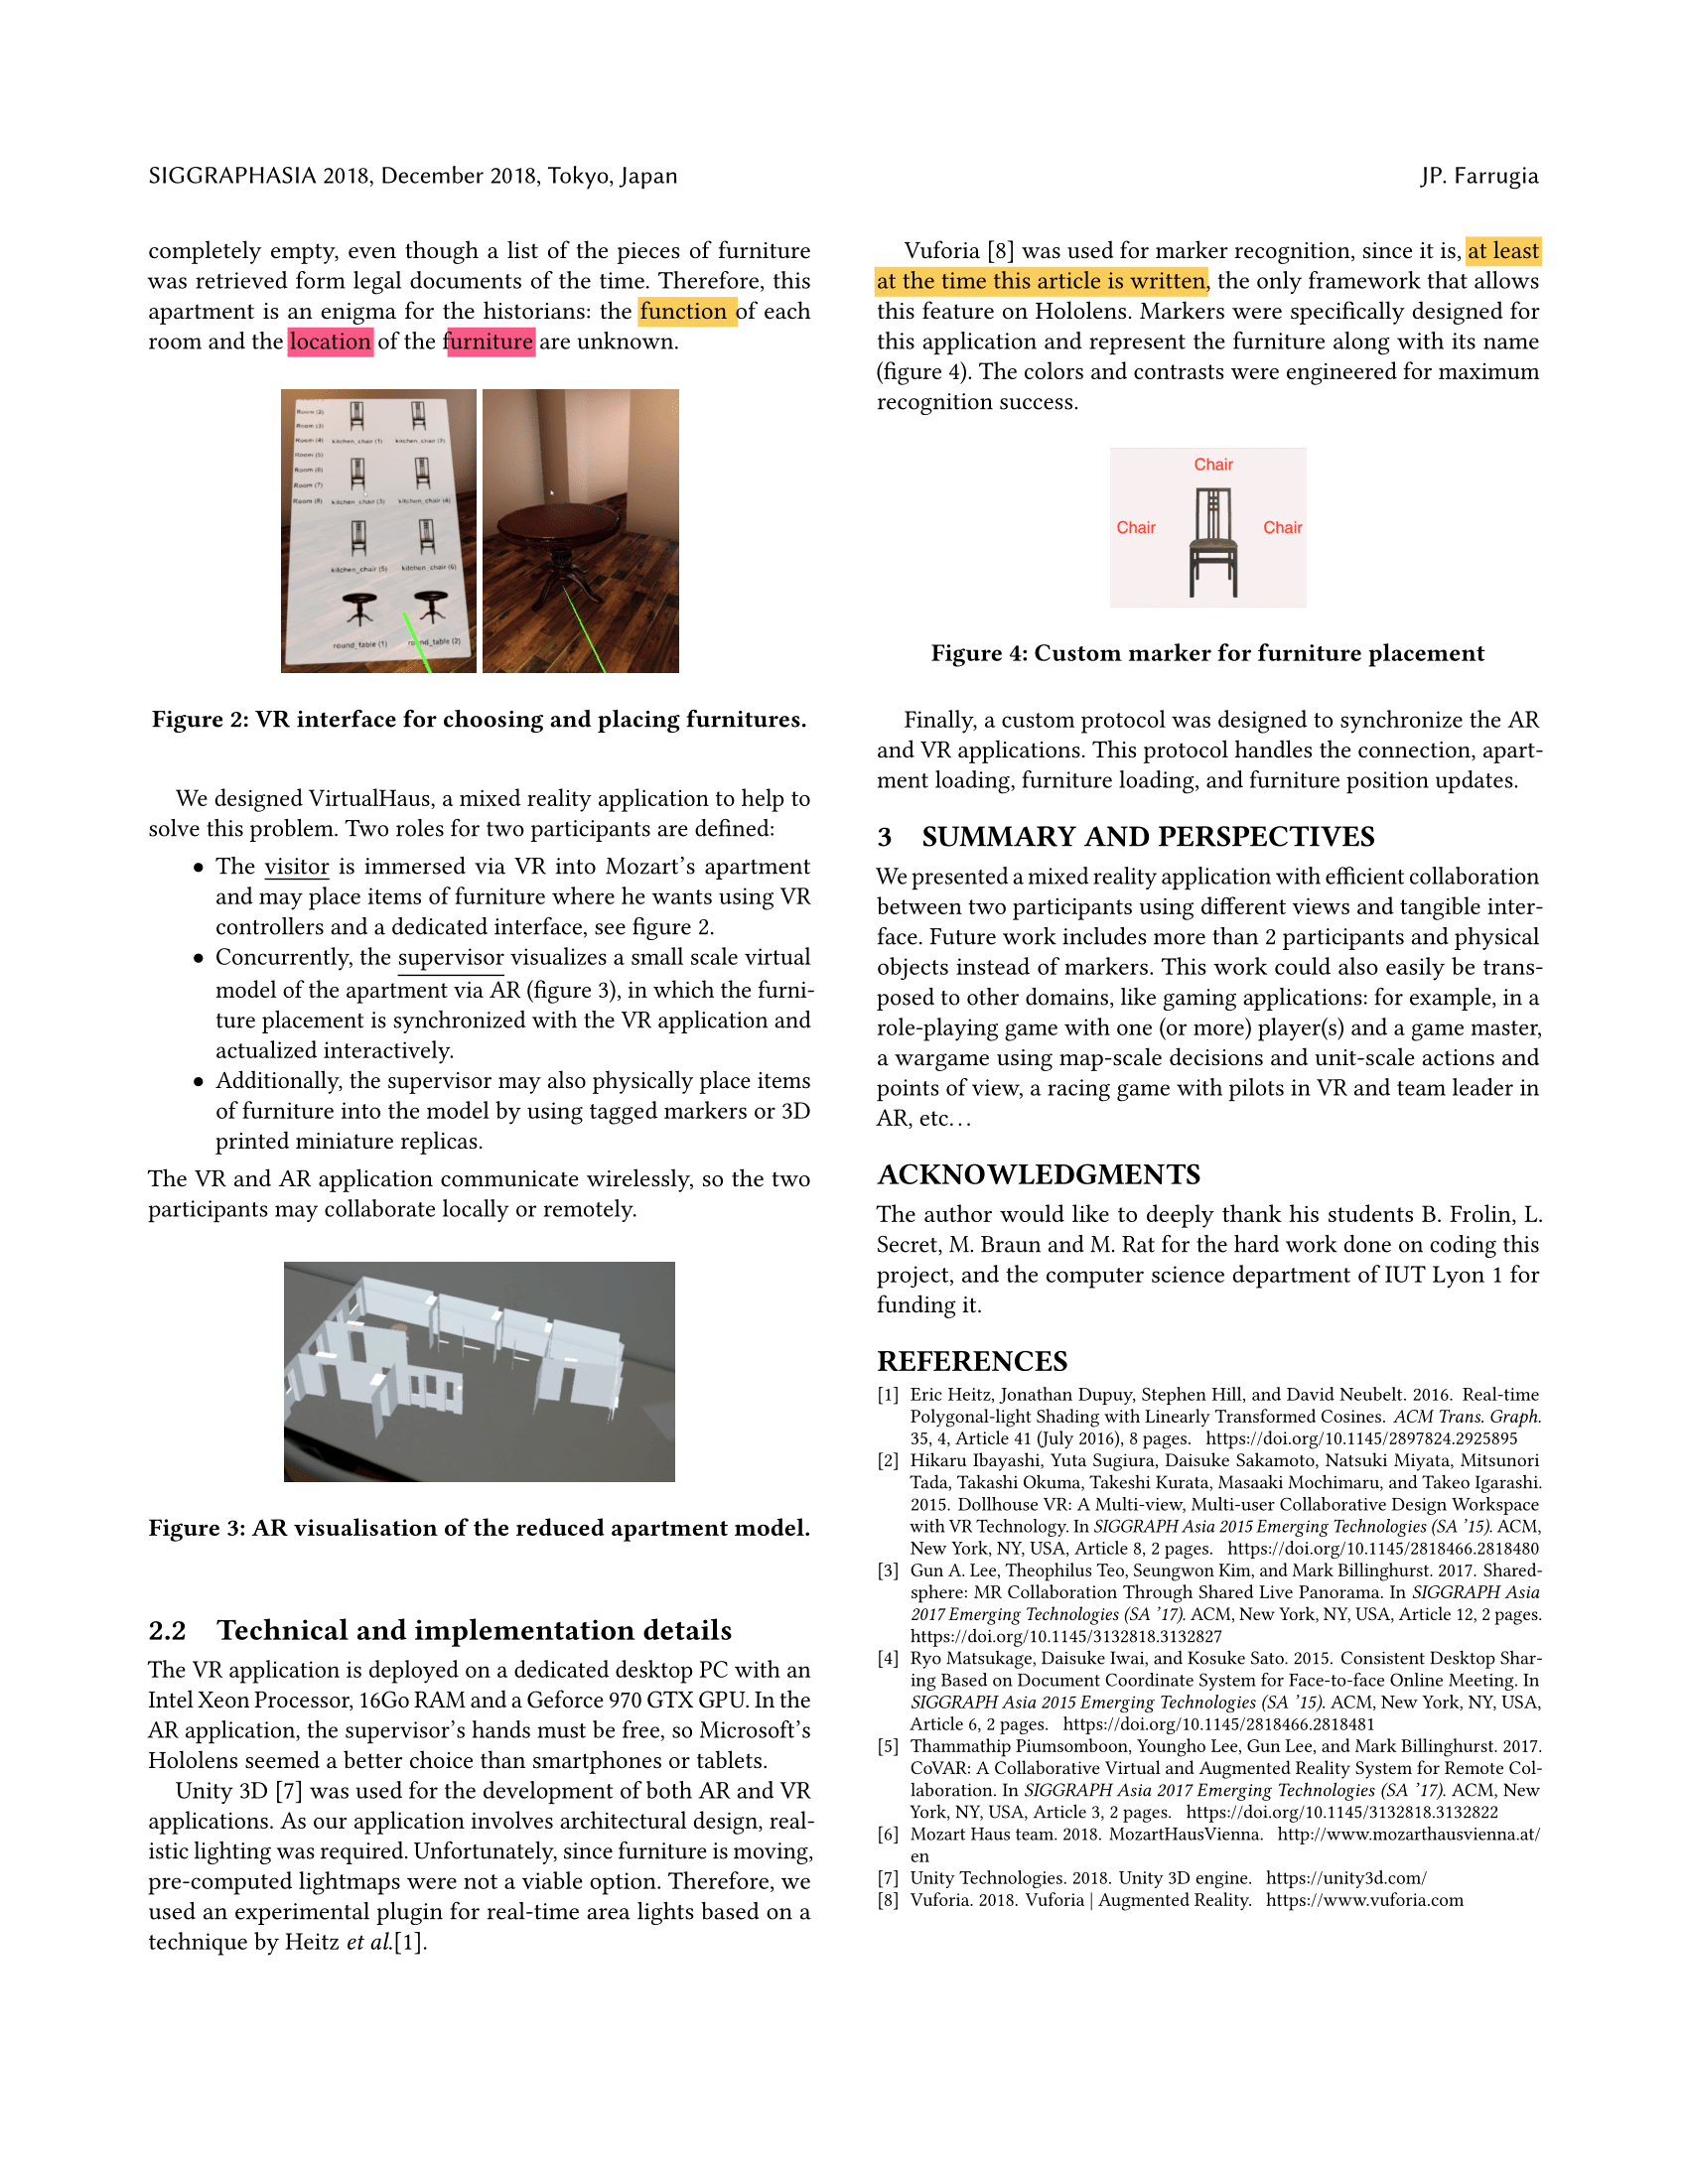 SIGGRAPHASIA 2018, December 2018, Tokyo, Japan
JP. Farrugia
completely empty, even though a list of the pieces of furniture
was retrieved form legal documents of the time. Therefore, this
apartment is an enigma for the historians: the function of each
room and the location of the furniture are unknown.
Room (2)
Room (3)
Room (4) kitchen_chair (1) kitchen_chair (2)
Room (5)
Room (6)
Room (7)
Room (8) kitchen_chair (3) kitchen_chair (4)
kitchen_chair (5) kitchen_chair (6)
round_table (1) round_table (2)
Figure 2: VR interface for choosing and placing furnitures.
We designed VirtualHaus, a mixed reality application to help to
solve this problem. Two roles for two participants are defined:
• The visitor is immersed via VR into Mozart's apartment
and may place items of furniture where he wants using VR
controllers and a dedicated interface, see figure 2.
• Concurrently, the supervisor visualizes a small scale virtual
model of the apartment via AR (figure 3), in which the furni-
ture placement is synchronized with the VR application and
actualized interactively.
• Additionally, the supervisor may also physically place items
of furniture into the model by using tagged markers or 3D
printed miniature replicas.
The VR and AR application communicate wirelessly, so the two
participants may collaborate locally or remotely.
Figure 3: AR visualisation of the reduced apartment model.
2.2 Technical and implementation details
The VR application is deployed on a dedicated desktop PC with an
Intel Xeon Processor, 16Go RAM and a Geforce 970 GTX GPU. In the
AR application, the supervisor's hands must be free, so Microsoft's
Hololens seemed a better choice than smartphones or tablets.
Unity 3D [7] was used for the development of both AR and VR
applications. As our application involves architectural design, real-
istic lighting was required. Unfortunately, since furniture is moving,
pre-computed lightmaps were not a viable option. Therefore, we
used an experimental plugin for real-time area lights based on a
technique by Heitz et al.[1].
Vuforia [8] was used for marker recognition, since it is, at least
at the time this article is written, the only framework that allows
this feature on Hololens. Markers were specifically designed for
this application and represent the furniture along with its name
(figure 4). The colors and contrasts were engineered for maximum
recognition success.
Chair
Chair Chair
Figure 4: Custom marker for furniture placement
Finally, a custom protocol was designed to synchronize the AR
and VR applications. This protocol handles the connection, apart-
ment loading, furniture loading, and furniture position updates.
3 SUMMARY AND PERSPECTIVES
We presented a mixed reality application with efficient collaboration
between two participants using different views and tangible inter-
face. Future work includes more than 2 participants and physical
objects instead of markers. This work could also easily be trans-
posed to other domains, like gaming applications: for example, in a
role-playing game with one (or more) player(s) and a game master,
a wargame using map-scale decisions and unit-scale actions and
points of view, a racing game with pilots in VR and team leader in
AR, etc...
ACKNOWLEDGMENTS
The author would like to deeply thank his students B. Frolin, L.
Secret, M. Braun and M. Rat for the hard work done on coding this
project, and the computer science department of IUT Lyon 1 for
funding it.
REFERENCES
[1] Eric Heitz, Jonathan Dupuy, Stephen Hill, and David Neubelt. 2016. Real-time
Polygonal-light Shading with Linearly Transformed Cosines. ACM Trans. Graph.
35, 4, Article 41 (July 2016), 8 pages. https://doi.org/10.1145/2897824.2925895
[2] Hikaru Ibayashi, Yuta Sugiura, Daisuke Sakamoto, Natsuki Miyata, Mitsunori
Tada, Takashi Okuma, Takeshi Kurata, Masaaki Mochimaru, and Takeo Igarashi.
2015. Dollhouse VR: A Multi-view, Multi-user Collaborative Design Workspace
with VR Technology. In SIGGRAPH Asia 2015 Emerging Technologies (SA '15). ACM,
New York, NY, USA, Article 8, 2 pages. https://doi.org/10.1145/2818466.2818480
[3] Gun A. Lee, Theophilus Teo, Seungwon Kim, and Mark Billinghurst. 2017. Shared-
sphere: MR Collaboration Through Shared Live Panorama. In SIGGRAPH Asia
2017 Emerging Technologies (SA '17). ACM, New York, NY, USA, Article 12, 2 pages.
https://doi.org/10.1145/3132818.3132827
[4] Ryo Matsukage, Daisuke Iwai, and Kosuke Sato. 2015. Consistent Desktop Shar-
ing Based on Document Coordinate System for Face-to-face Online Meeting. In
SIGGRAPH Asia 2015 Emerging Technologies (SA '15). ACM, New York, NY, USA,
Article 6, 2 pages. https://doi.org/10.1145/2818466.2818481
[5] Thammathip Piumsomboon, Youngho Lee, Gun Lee, and Mark Billinghurst. 2017.
CoVAR: A Collaborative Virtual and Augmented Reality System for Remote Col-
laboration. In SIGGRAPH Asia 2017 Emerging Technologies (SA '17). ACM, New
York, NY, USA, Article 3, 2 pages. https://doi.org/10.1145/3132818.3132822
[6] Mozart Haus team. 2018. MozartHausVienna. http://www.mozarthausvienna.at/
en
[7] Unity Technologies. 2018. Unity 3D engine. https://unity3d.com/
[8] Vuforia. 2018. Vuforia | Augmented Reality. https://www.vuforia.com